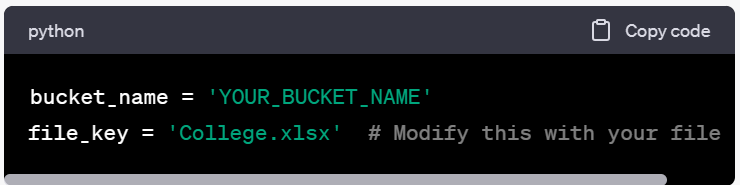 python
Copy code
bucket_name = 'YOUR_BUCKET_NAME'
file_key = 'College.xlsx'  # Modify this with your file